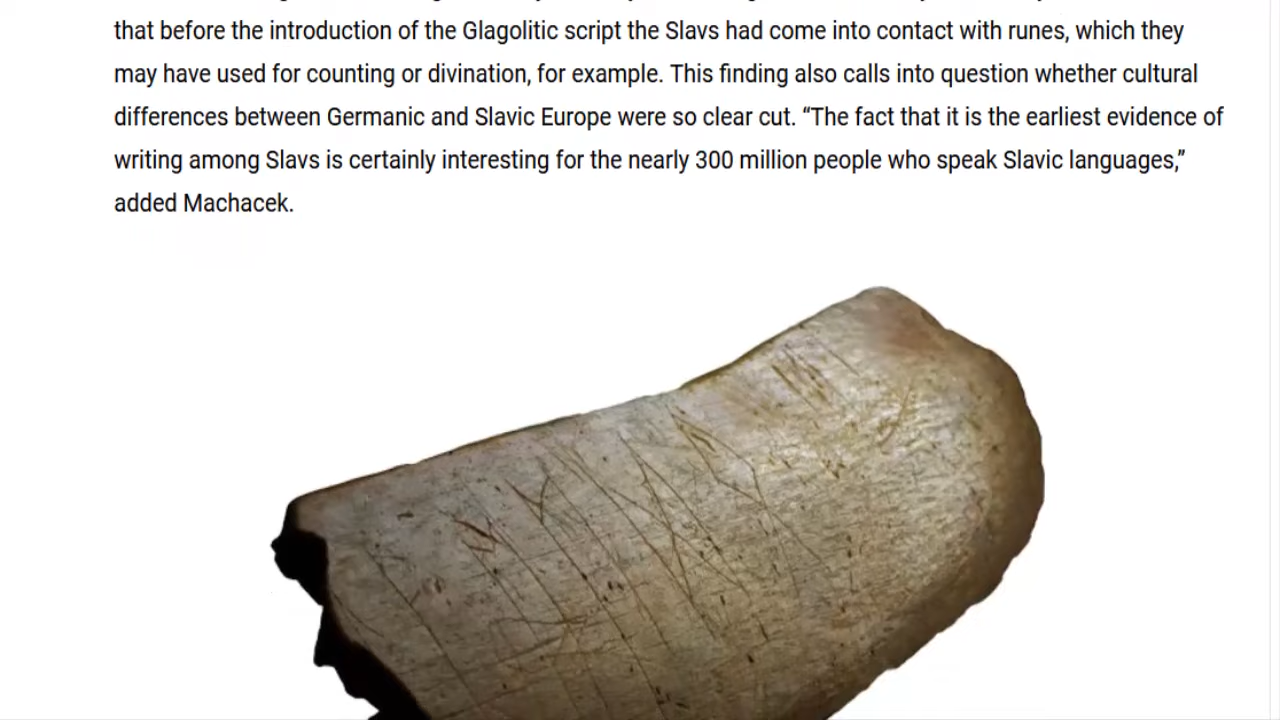 that before the introduction of the Glagolitic script the Slavs had come into contact with runes, which they
may have used for counting or divination, for example. This finding also calls into question whether cultural
differences between Germanic and Slavic Europe were so clear cut. “The fact that it is the earliest evidence of
writing among Slavs is certainly interesting for the nearly 300 million people who speak Slavic languages,”
added Machacek.